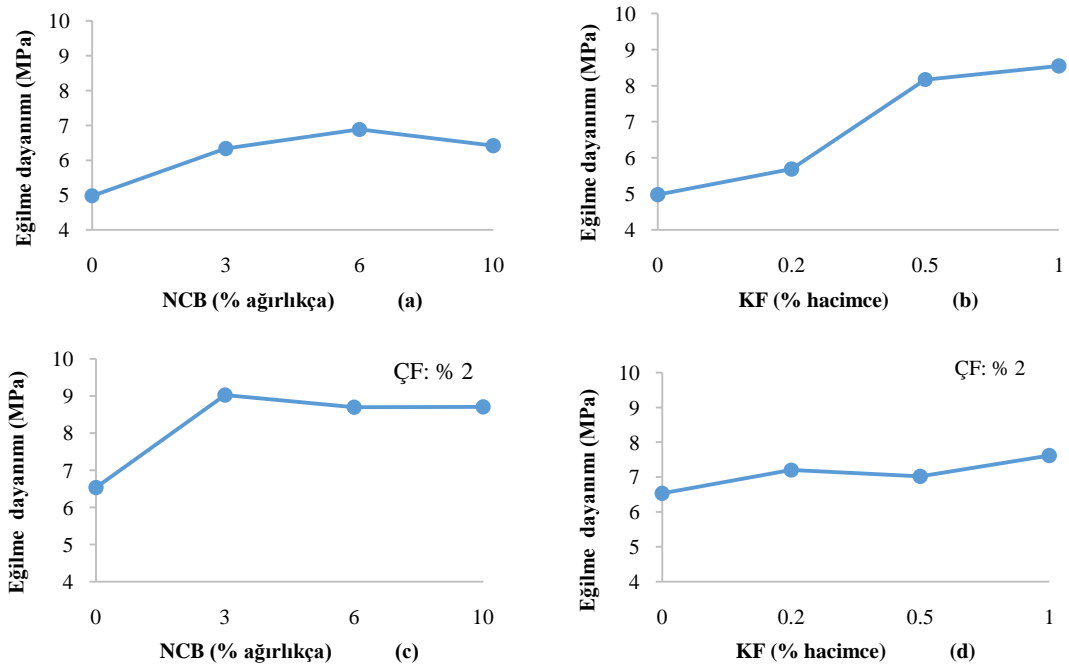 10
9
8
7
6
5
4
Eğilme dayanımı (MPa)
0 3 6 10
NCB (% ağırlıkça) (a)
10
9
8
7
6
5
4
Eğilme dayanımı (MPa)
0 0.2 0.5 1
KF (% hacimce) (b)
10
9
8
7
6
5
4
Eğilme dayanımı (MPa)
ÇF: % 2
0 3 6 10
NCB (% ağırlıkça) (c)
10
9
8
7
6
5
4
Eğilme dayanımı (MPa)
ÇF: % 2
0 0.2 0.5 1
KF (% hacimce) (d)